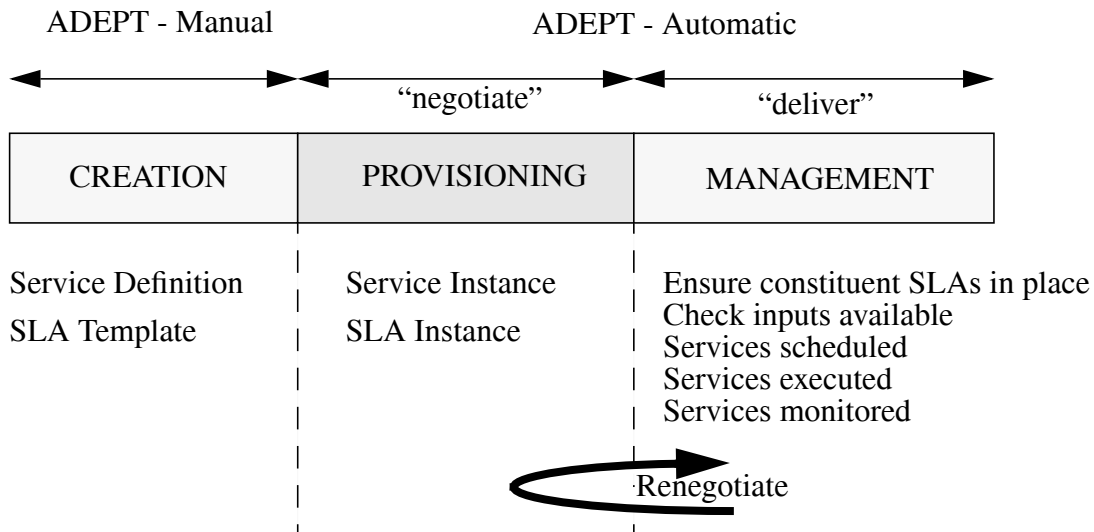 ADEPT - Manual
ADEPT - Automatic
“negotiate”
“deliver”
CREATION
PROVISIONING
MANAGEMENT
Service Definition
SLA Template
Service Instance
SLA Instance
Ensure constituent SLAs in place
Check inputs available
Services scheduled
Services executed
Services monitored
Renegotiate